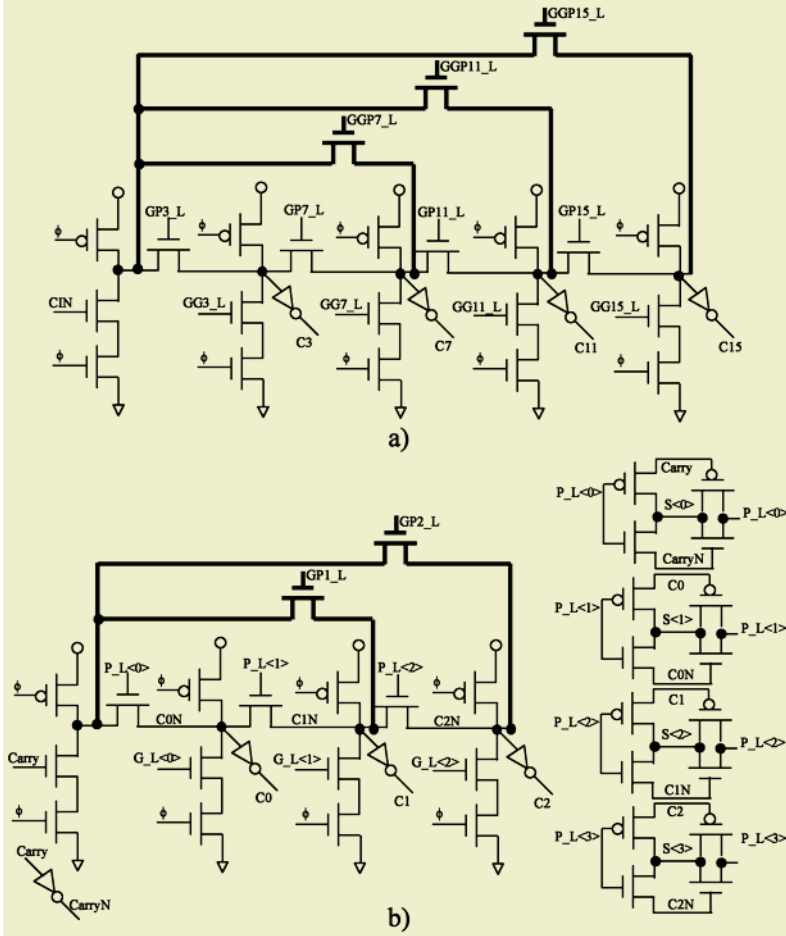 GGP15_L
GGP11_L
GGP7_L
GP3_L
GP7_L
GP11_L
GP15_L
ϕ
ϕ
ϕ
ϕ
ϕ
CIN
GG3_L
GG7_L
GG11_L
GG15_L
C3
C7
C11
C15
ϕ
ϕ
ϕ
ϕ
ϕ
a)
GP2_L
GP1_L
P_L<0>
P_L<1>
P_L<2>
ϕ
ϕ
ϕ
ϕ
C0N
C1N
C2N
Carry
G_L<0>
G_L<1>
G_L<2>
C0
C1
C2
ϕ
ϕ
ϕ
ϕ
Carry
CarryN
b)
Carry
P_L<0>
S<0>
P_L<0>
CarryN
C0
P_L<1>
S<1>
P_L<1>
C0N
C1
P_L<2>
S<2>
P_L<2>
C1N
C2
P_L<3>
S<3>
P_L<3>
C2N